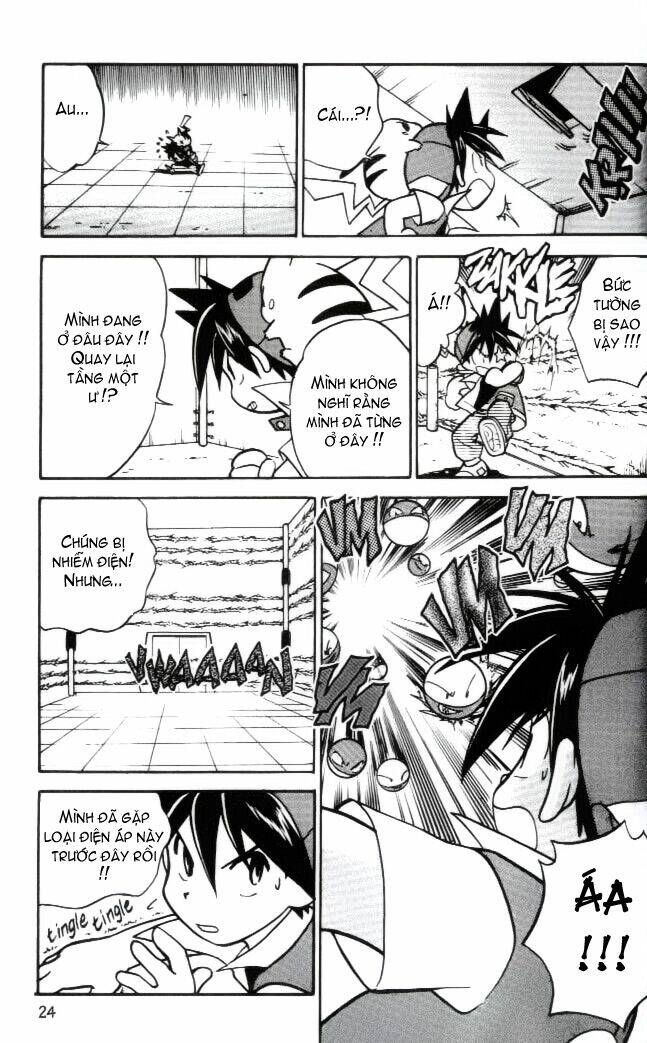 KRZZ
CÁI...?!
AU...
BỨC
TƯỜNG
BỊ SAO
VẬY !!!
ZAKKLE
Á!!
MÌNH KHÔNG
NGHĨ RẰNG
MÌNH ĐÃ TỪNG
Ở ĐÂY !!
MÌNH ĐANG
Ở ĐÂU ĐÂY !!
QUAY LẠI
TẦNG MỘT
Ư!?
VM
VM
VM
VM
VM
ÁA
!!!
CHÚNG BỊ
NHIỄM ĐIỆN!
NHƯNG..
VWAAAAN
MÌNH ĐÃ GẶP
LOẠI ĐIỆN ÁP NÀY
TRƯỚC ĐÂY RỒI
!!
tingle tingle
24